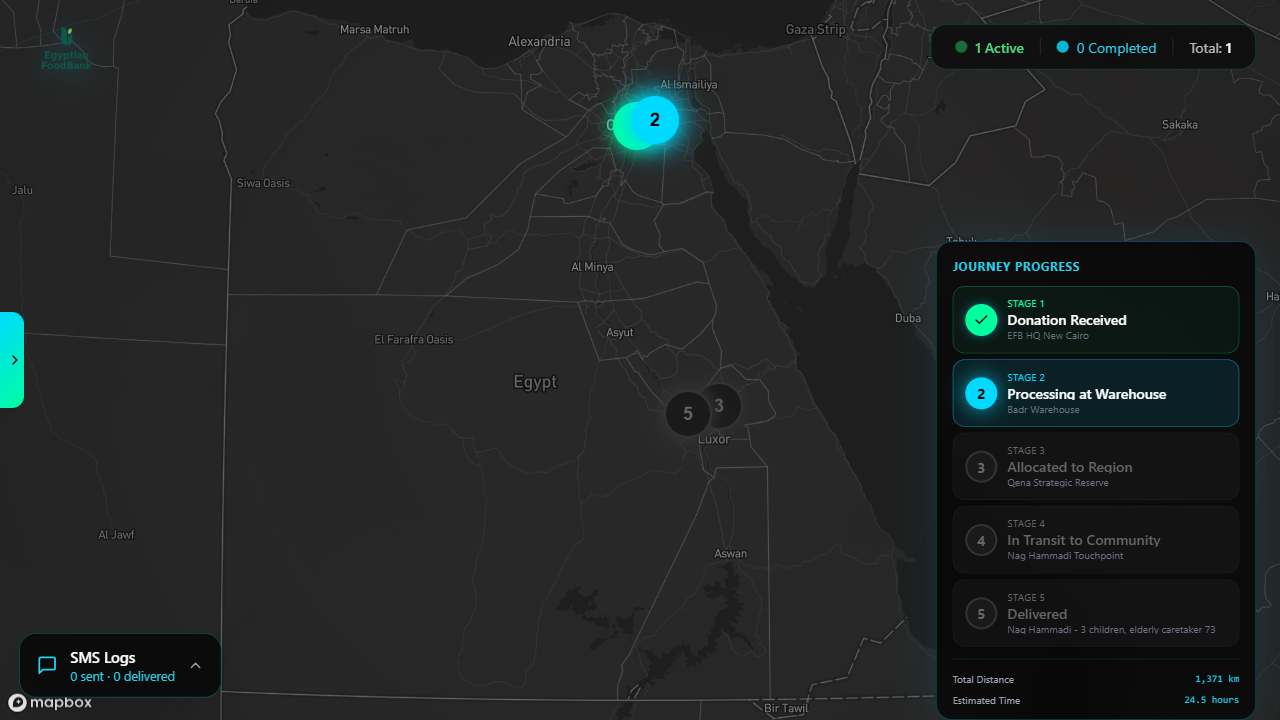 Marsa Matruh
Alexandria
Gaza Strip
Egyptian
FoodBank
1 Active
0 Completed
Total: 1
Al Ismailiya
2
Sakaka
Jalu
Siwa Oasis
Al Minya
Duba
Asyut
El Farafra Oasis
Egypt
5
3
Luxor
Al Jawf
Aswan
Bir Tawil
JOURNEY PROGRESS
STAGE 1
Donation Received
EFB HQ New Cairo
2
STAGE 2
Processing at Warehouse
Badr Warehouse
3
STAGE 3
Allocated to Region
Qena Strategic Reserve
4
STAGE 4
In Transit to Community
Nag Hammadi Touchpoint
5
STAGE 5
Delivered
Nag Hammadi - 3 children, elderly caretaker 73
Total Distance
1,371 km
Estimated Time
24.5 hours
SMS Logs
0 sent · 0 delivered
mapbox